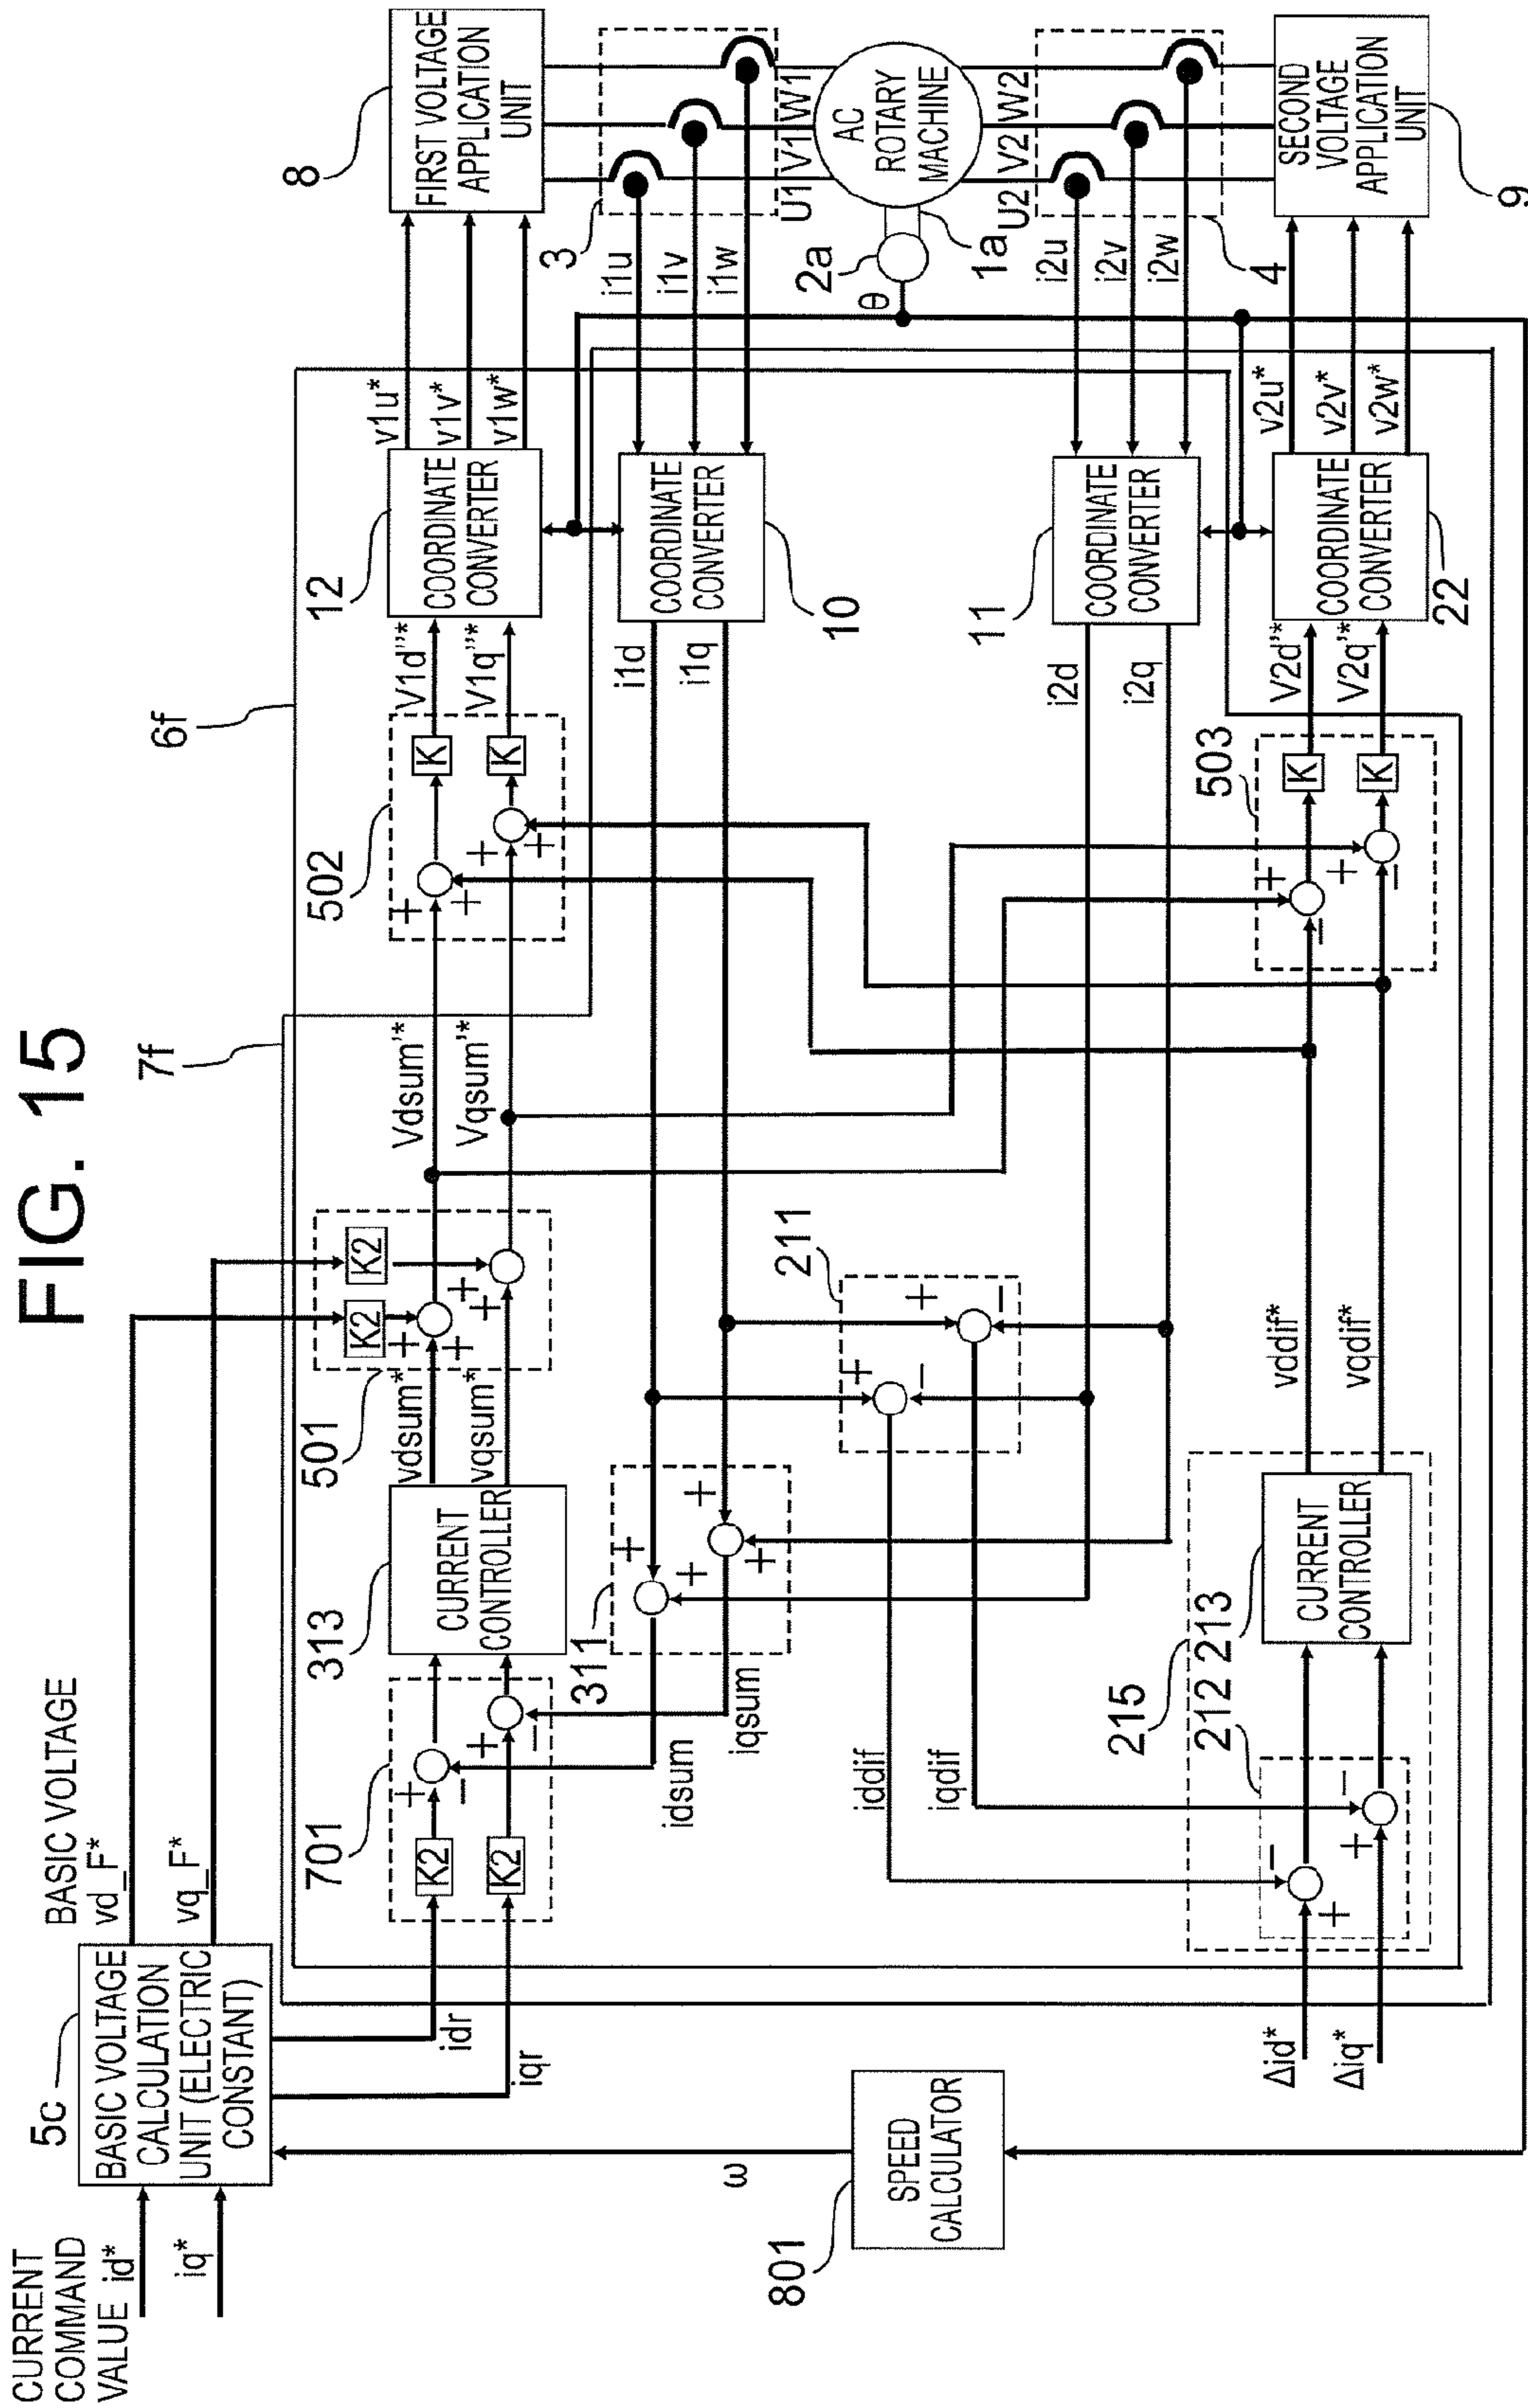 FIG. 15
CURRENT
COMMAND
VALUE id*
iq*
5c
BASIC VOLTAGE
CALCULATION
UNIT (ELECTRIC
CONSTANT)
BASIC VOLTAGE
vd_F*
vq_F*
idr
iqr
7f
6f
701
K2
K2
+
−
+
−
313
CURRENT
CONTROLLER
vdsum*
vqsum*
501
K2
K2
+
+
+
+
Vdsum'*
Vqsum'*
502
+
+
+
+
K
K
V1d'''*
V1q'''*
12
COORDINATE
CONVERTER
v1u*
v1v*
v1w*
8
FIRST VOLTAGE
APPLICATION
UNIT
idsum
iqsum
311
+
+
+
+
i1d
i1q
10
COORDINATE
CONVERTER
i1u
i1v
i1w
3
U1
V1
W1
iddif
iqdif
211
+
−
+
−
2a
θ
1a
AC
ROTARY
MACHINE
i2d
i2q
11
COORDINATE
CONVERTER
i2u
i2v
i2w
4
U2
V2
W2
801
SPEED
CALCULATOR
ω
Δid*
Δiq*
215
212
213
−
+
−
+
CURRENT
CONTROLLER
vddif*
vqdif*
503
+
−
+
−
K
K
V2d'*
V2q'*
22
COORDINATE
CONVERTER
v2u*
v2v*
v2w*
9
SECOND
VOLTAGE
APPLICATION
UNIT